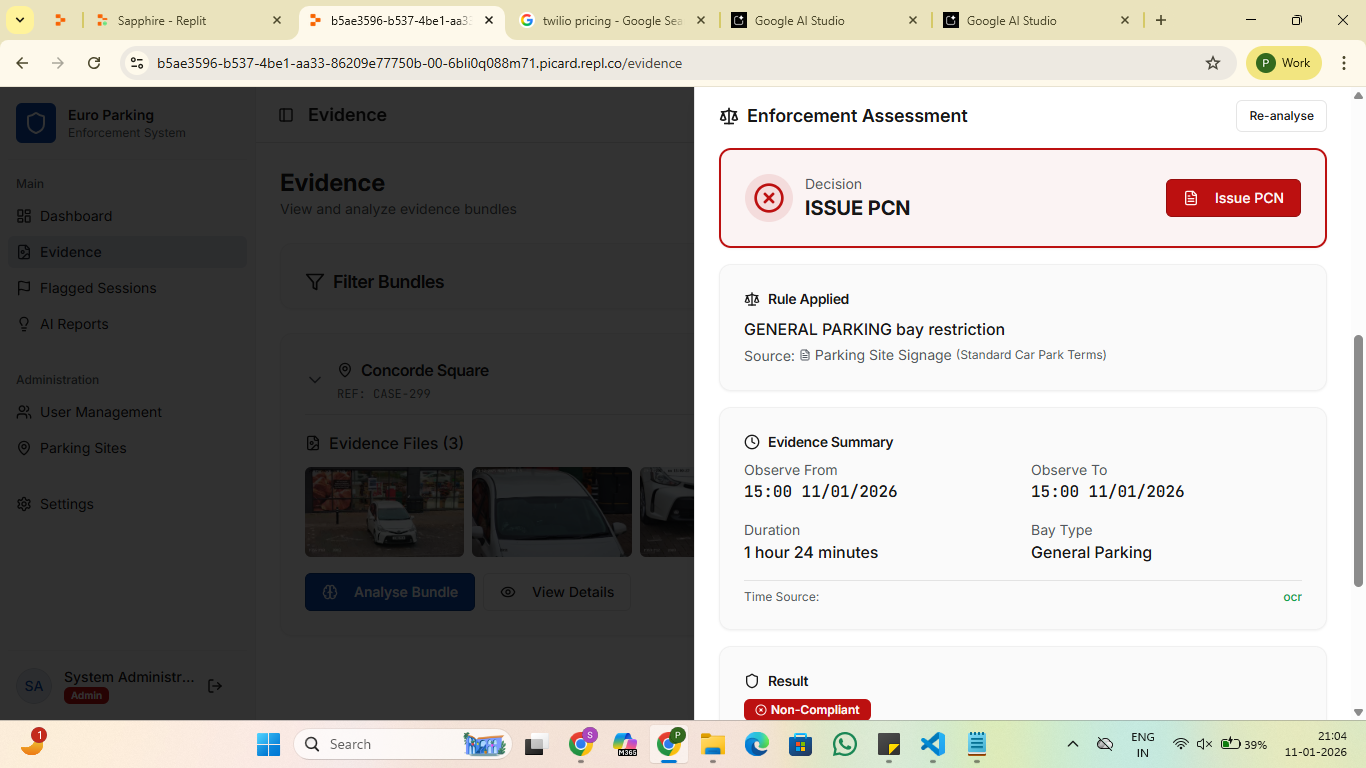 Sapphire - Replit
b5ae3596-b537-4be1-aa33
twilio pricing - Google Sea
Google AI Studio
Google AI Studio
b5ae3596-b537-4be1-aa33-86209e77750b-00-6bli0q088m71.picard.repl.co/evidence
P
Work
Euro Parking
Enforcement System
Main
Dashboard
Evidence
Flagged Sessions
AI Reports
Administration
User Management
Parking Sites
Settings
SA
System Administr...
Admin
Evidence
Evidence
View and analyze evidence bundles
Filter Bundles
Concorde Square
REF: CASE-299
Evidence Files (3)
Analyse Bundle
View Details
Enforcement Assessment
Re-analyse
Decision
ISSUE PCN
Issue PCN
Rule Applied
GENERAL PARKING bay restriction
Source: Parking Site Signage (Standard Car Park Terms)
Evidence Summary
Observe From
15:00 11/01/2026
Observe To
15:00 11/01/2026
Duration
1 hour 24 minutes
Bay Type
General Parking
Time Source:
ocr
Result
Non-Compliant
1
Search
S
M365
P
ENG
IN
39%
21:04
11-01-2026